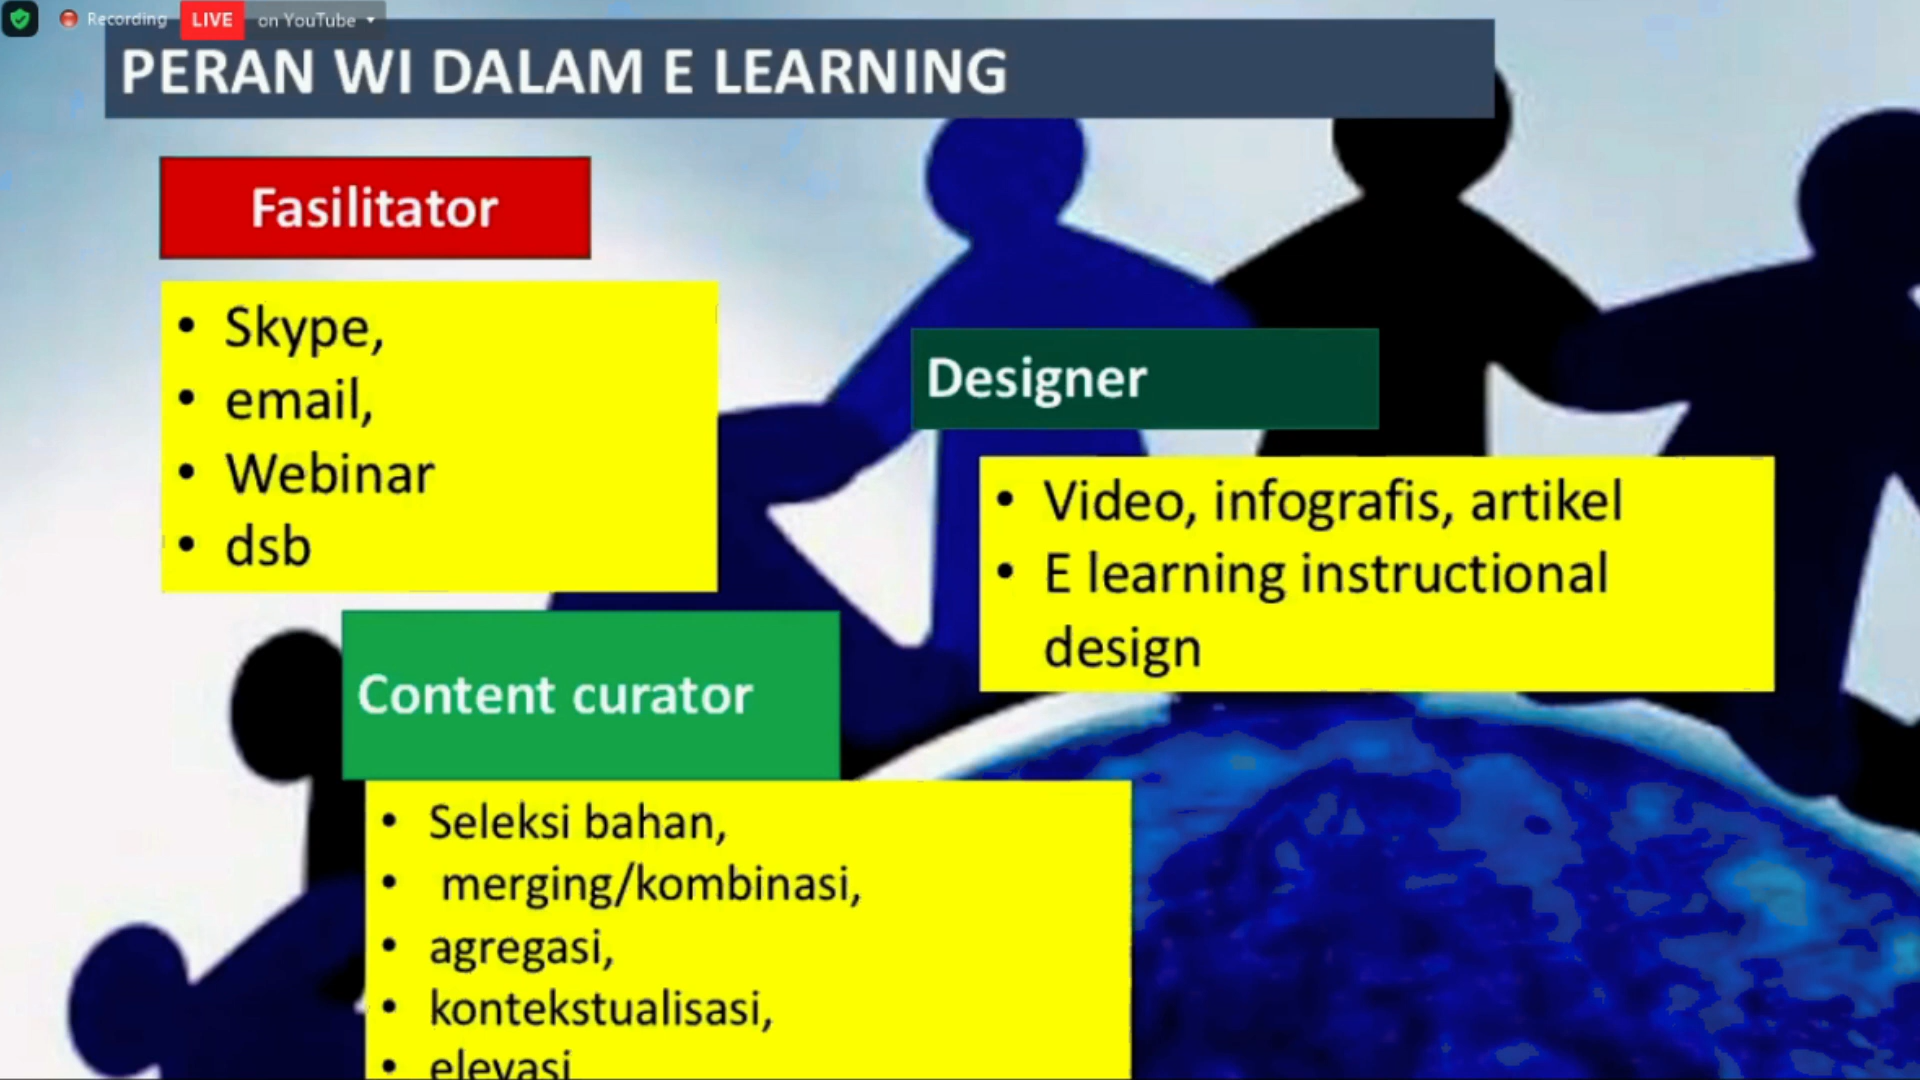 Recording LIVE on YouTube
PERAN WI DALAM E LEARNING
Fasilitator
• Skype,
• email,
• Webinar
• dsb
Designer
• Video, infografis, artikel
• E learning instructional
design
Content curator
• Seleksi bahan,
• merging/kombinasi,
• agregasi,
• kontekstualisasi,
• elevasi